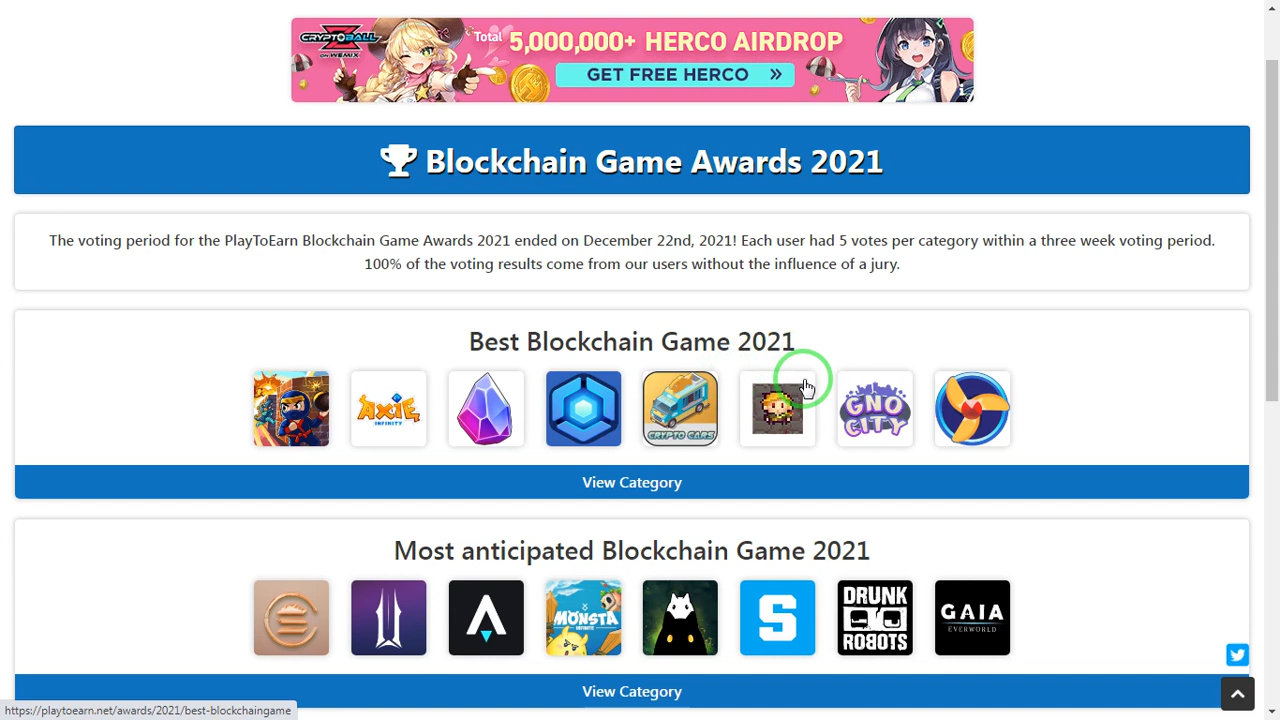 CRYPTOBALL
Z
ON WEMIX
Total 5,000,000+ HERCO AIRDROP
GET FREE HERCO »
Blockchain Game Awards 2021
The voting period for the PlayToEarn Blockchain Game Awards 2021 ended on December 22nd, 2021! Each user had 5 votes per category within a three week voting period.
100% of the voting results come from our users without the influence of a jury.
Best Blockchain Game 2021
AXIE
INFINITY
CRYPTO CARS
GNO
CITY
View Category
Most anticipated Blockchain Game 2021
MONSTA
INFINITE
S
DRUNK
ROBOTS
GAIA
EVERWORLD
View Category
https://playtoearn.net/awards/2021/best-blockchaingame